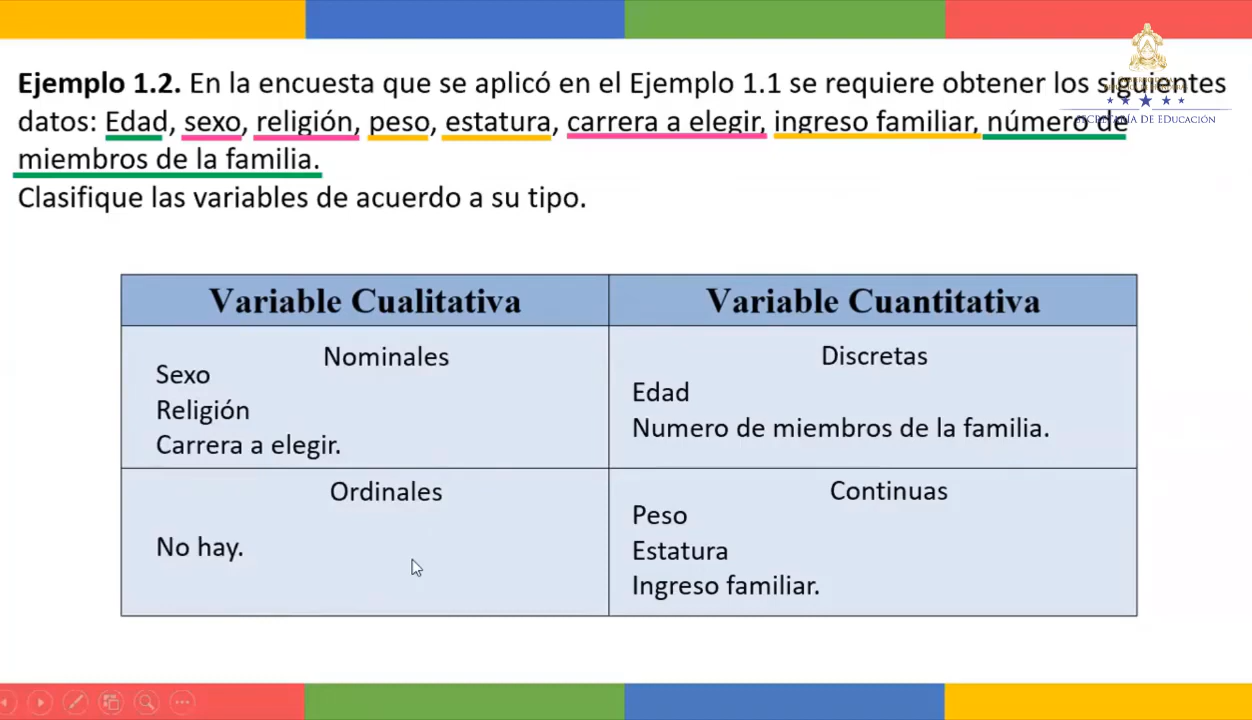 Ejemplo 1.2. En la encuesta que se aplicó en el Ejemplo 1.1 se requiere obtener los siguientes
datos: Edad, sexo, religión, peso, estatura, carrera a elegir, ingreso familiar, número de
miembros de la familia.
Clasifique las variables de acuerdo a su tipo.
SECRETARÍA DE EDUCACIÓN
Variable Cualitativa
Variable Cuantitativa
Nominales
Sexo
Religión
Carrera a elegir.
Discretas
Edad
Numero de miembros de la familia.
Ordinales
No hay.
Continuas
Peso
Estatura
Ingreso familiar.